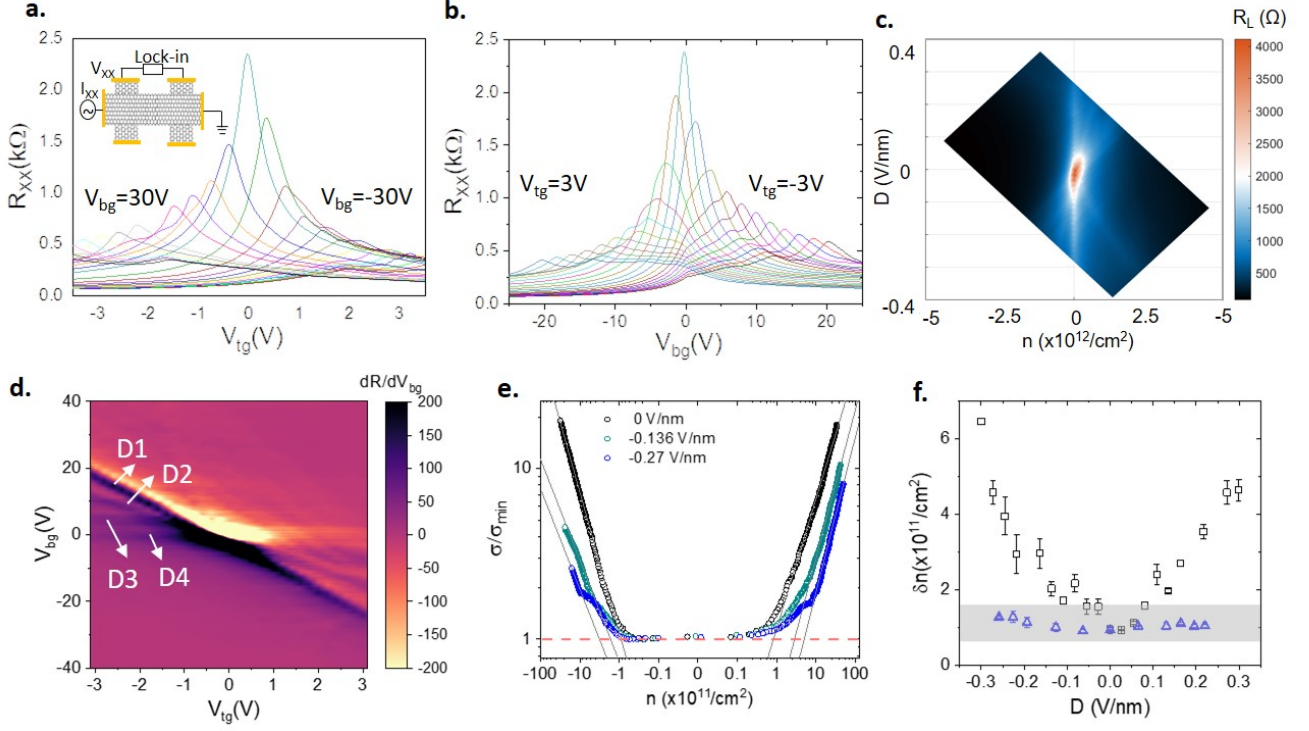 a.
2.5
2.0
1.5
1.0
0.5
0.0
R_XX(kΩ)
Lock-in
V_XX
I_XX
~
V_bg=30V
V_bg=-30V
-3 -2 -1 0 1 2 3
V_tg(V)
b.
2.5
2.0
1.5
1.0
0.5
0.0
R_XX(kΩ)
V_tg=3V
V_tg=-3V
-20 -10 0 10 20
V_bg(V)
c.
R_L (Ω)
0.4
0
-0.4
D (V/nm)
-5 -2.5 0 -2.5 -5
n (x10^12/cm^2)
4000
3500
3000
2500
2000
1500
1000
500
d.
dR/dV_bg
40
20
0
-20
-40
V_bg(V)
D1
D2
D3
D4
-3 -2 -1 0 1 2 3
V_tg(V)
200
150
100
50
0
-50
-100
-150
-200
e.
0 V/nm
-0.136 V/nm
-0.27 V/nm
10
1
σ/σ_min
-100 -10 -1 0 -0.1 1 10 100
n (x10^11/cm^2)
f.
6
4
2
0
δn(x10^11/cm^2)
-0.3 -0.2 -0.1 0.0 0.1 0.2 0.3
D (V/nm)